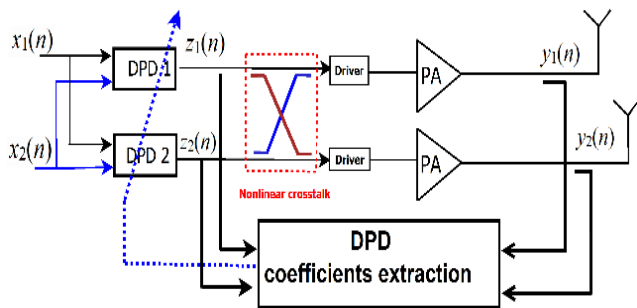 x₁(n)
z₁(n)
DPD 1
Driver
PA
y₁(n)
x₂(n)
DPD 2
z₂(n)
Driver
PA
y₂(n)
Nonlinear crosstalk
DPD
coefficients extraction